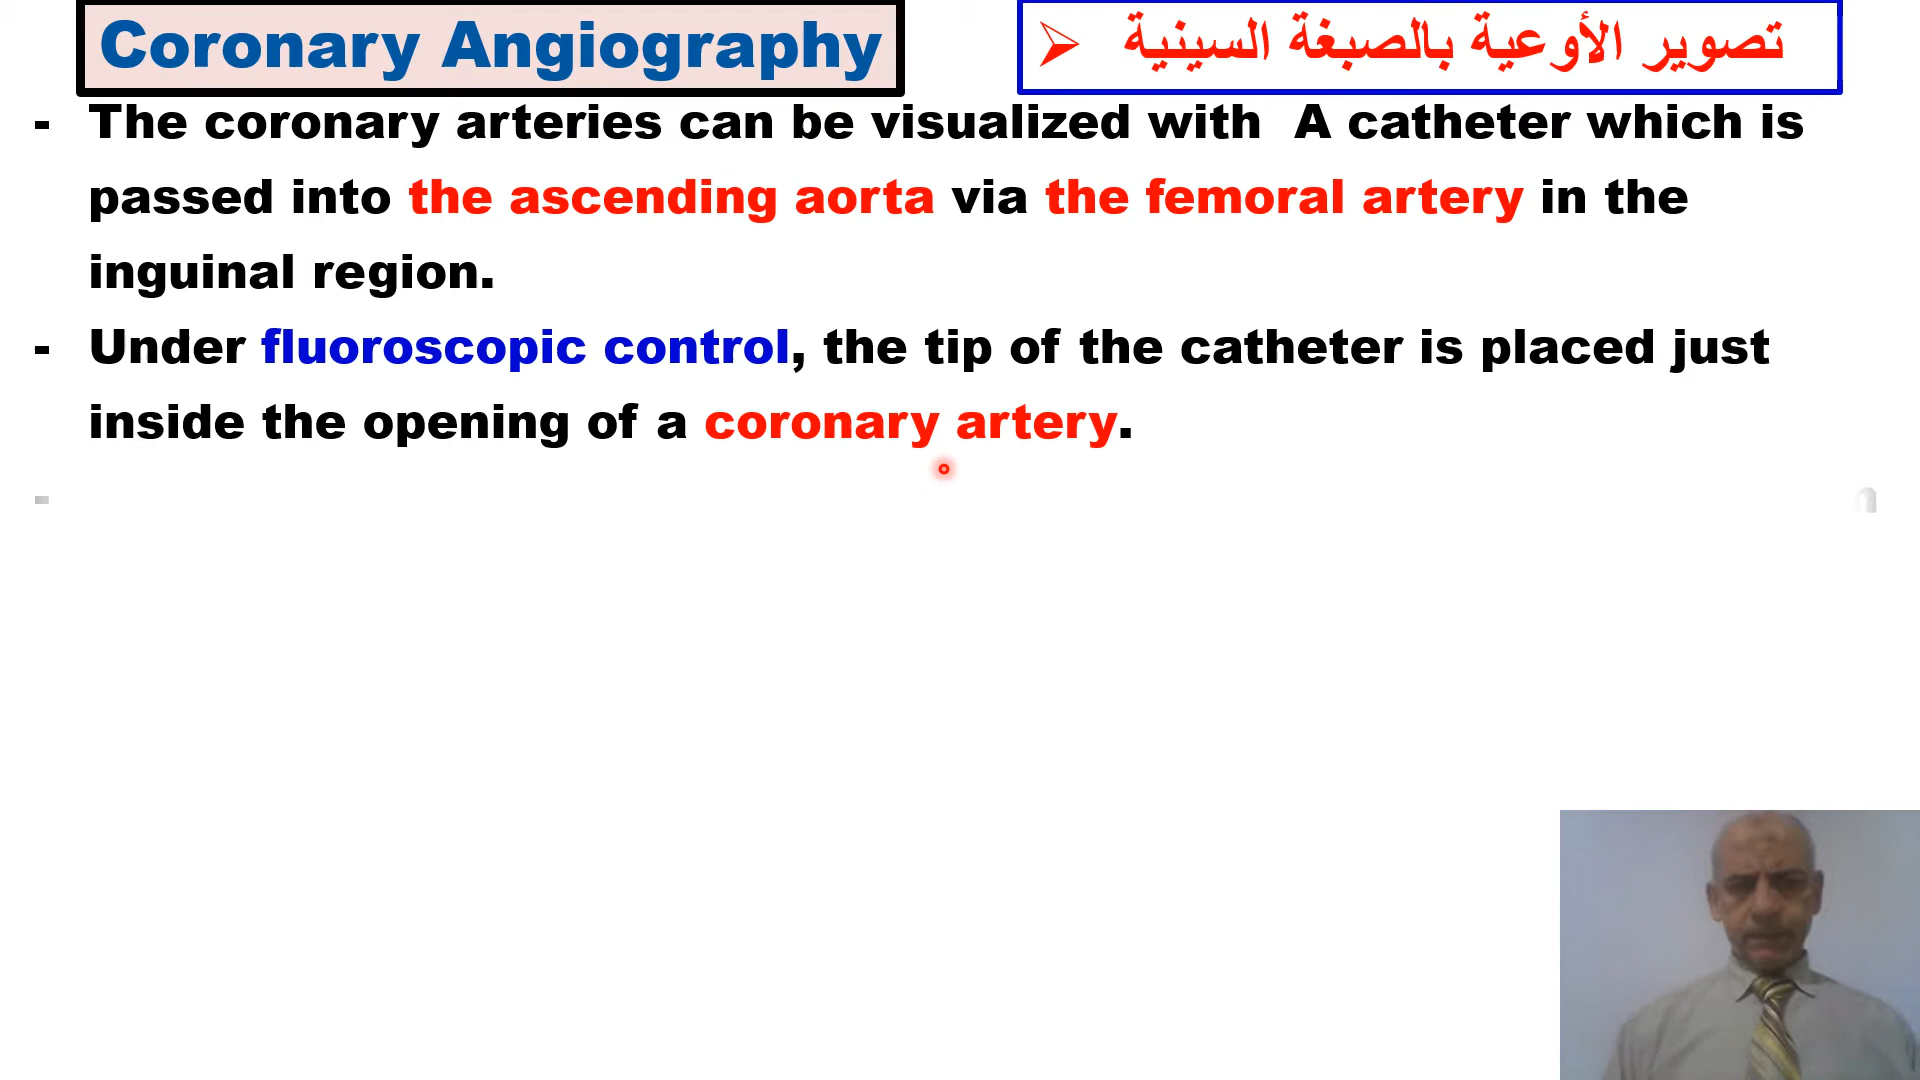 Coronary Angiography
تصوير الأوعية بالصبغة السينية
- The coronary arteries can be visualized with A catheter which is
passed into the ascending aorta via the femoral artery in the
inguinal region.
- Under fluoroscopic control, the tip of the catheter is placed just
inside the opening of a coronary artery.
-